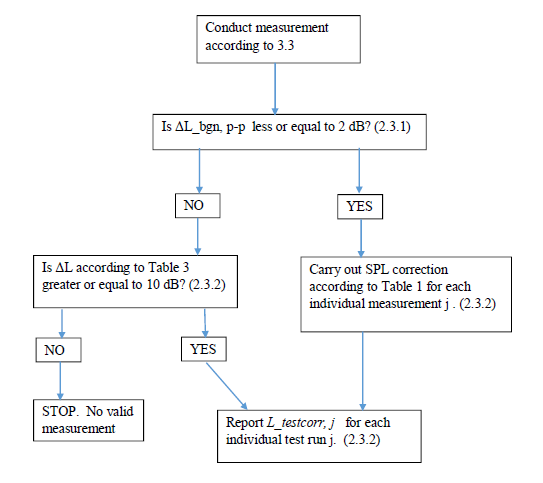 Conduct measurement
according to 3.3
Is ΔL_bgn, p-p less or equal to 2 dB? (2.3.1)
NO
YES
Is ΔL according to Table 3
greater or equal to 10 dB? (2.3.2)
Carry out SPL correction
according to Table 1 for each
individual measurement j . (2.3.2)
NO
YES
STOP. No valid
measurement
Report L_testcorr, j for each
individual test run j. (2.3.2)